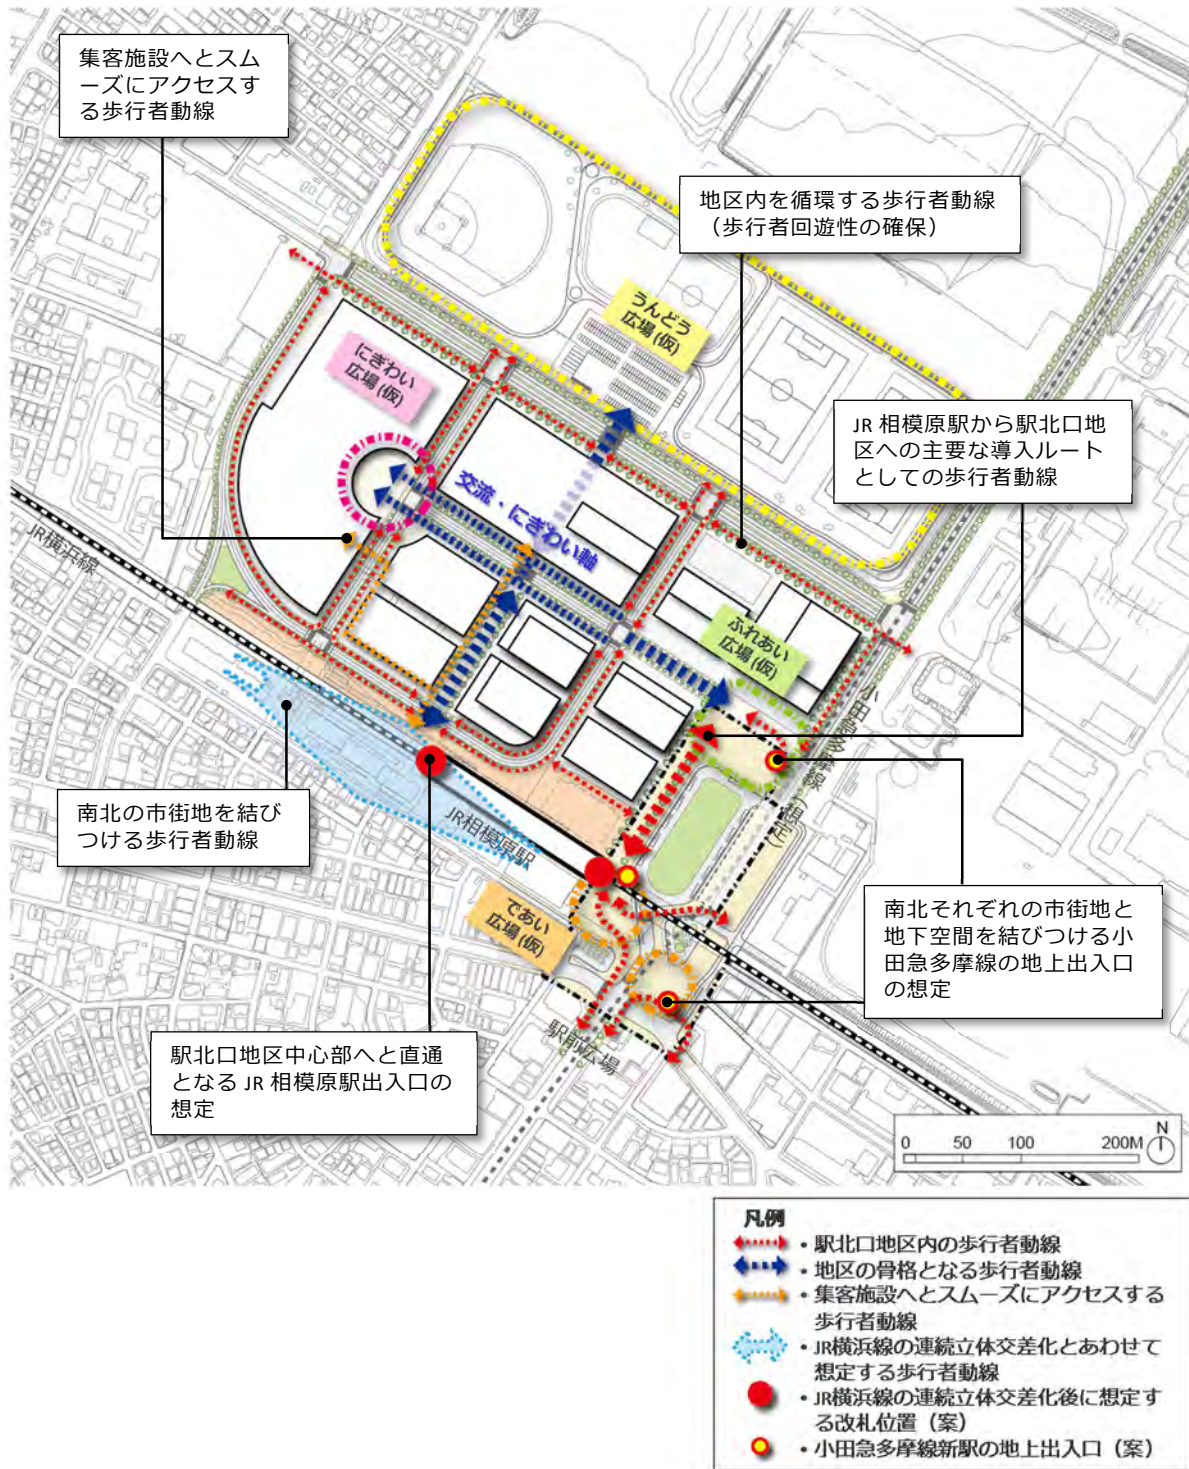 集客施設へとスム
ーズにアクセスす
る歩行者動線
地区内を循環する歩行者動線
（歩行者回遊性の確保）
うんどう
広場(仮)
にぎわい
広場(仮)
JR 相模原駅から駅北口地
区への主要な導入ルート
としての歩行者動線
交流・にぎわい軸
JR横浜線
ふれあい
広場(仮)
小田急多摩線（想定）
南北の市街地を結び
つける歩行者動線
JR相模原駅
であい
広場(仮)
南北それぞれの市街地と
地下空間を結びつける小
田急多摩線の地上出入口
の想定
駅前広場
駅北口地区中心部へと直通
となる JR 相模原駅出入口の
想定
0 50 100 200M
N
凡例
・駅北口地区内の歩行者動線
・地区の骨格となる歩行者動線
・集客施設へとスムーズにアクセスする
歩行者動線
・JR横浜線の連続立体交差化とあわせて
想定する歩行者動線
・JR横浜線の連続立体交差化後に想定す
る改札位置（案）
・小田急多摩線新駅の地上出入口（案）